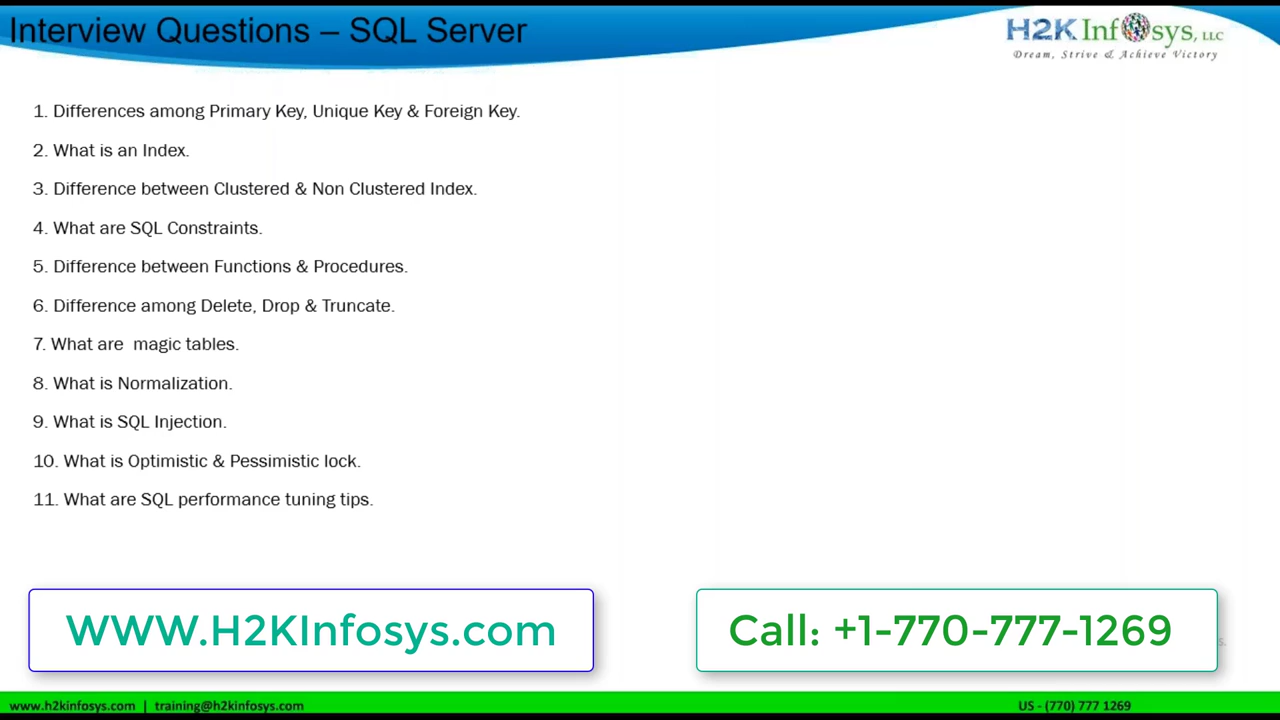 Interview Questions – SQL Server
H2K Infosys, LLC
Dream, Strive & Achieve Victory
1. Differences among Primary Key, Unique Key & Foreign Key.
2. What is an Index.
3. Difference between Clustered & Non Clustered Index.
4. What are SQL Constraints.
5. Difference between Functions & Procedures.
6. Difference among Delete, Drop & Truncate.
7. What are  magic tables.
8. What is Normalization.
9. What is SQL Injection.
10. What is Optimistic & Pessimistic lock.
11. What are SQL performance tuning tips.
WWW.H2KInfosys.com
Call: +1-770-777-1269
www.h2kinfosys.com | training@h2kinfosys.com
US - (770) 777 1269